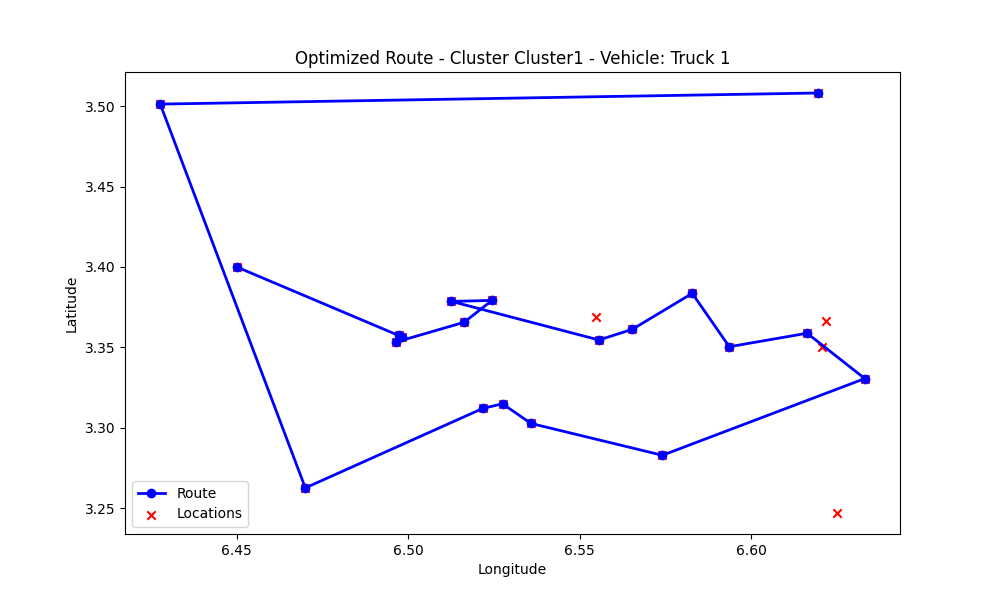 Optimized Route - Cluster Cluster1 - Vehicle: Truck 1
Latitude
3.50
3.45
3.40
3.35
3.30
3.25
Route
Locations
6.45
6.50
6.55
6.60
Longitude